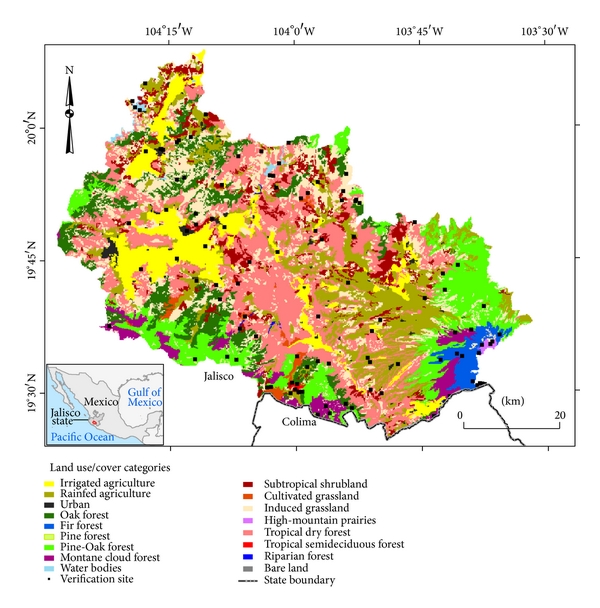 104°15′W
104°0′W
103°45′W
103°30′W
N
20°0′N
19°45′N
19°30′N
Jalisco
Colima
(km)
0
20
Mexico
Gulf of
Mexico
Jalisco
state
Pacific Ocean
Land use/cover categories
Irrigated agriculture
Rainfed agriculture
Urban
Oak forest
Fir forest
Pine forest
Pine-Oak forest
Montane cloud forest
Water bodies
Verification site
Subtropical shrubland
Cultivated grassland
Induced grassland
High-mountain prairies
Tropical dry forest
Tropical semideciduous forest
Riparian forest
Bare land
State boundary